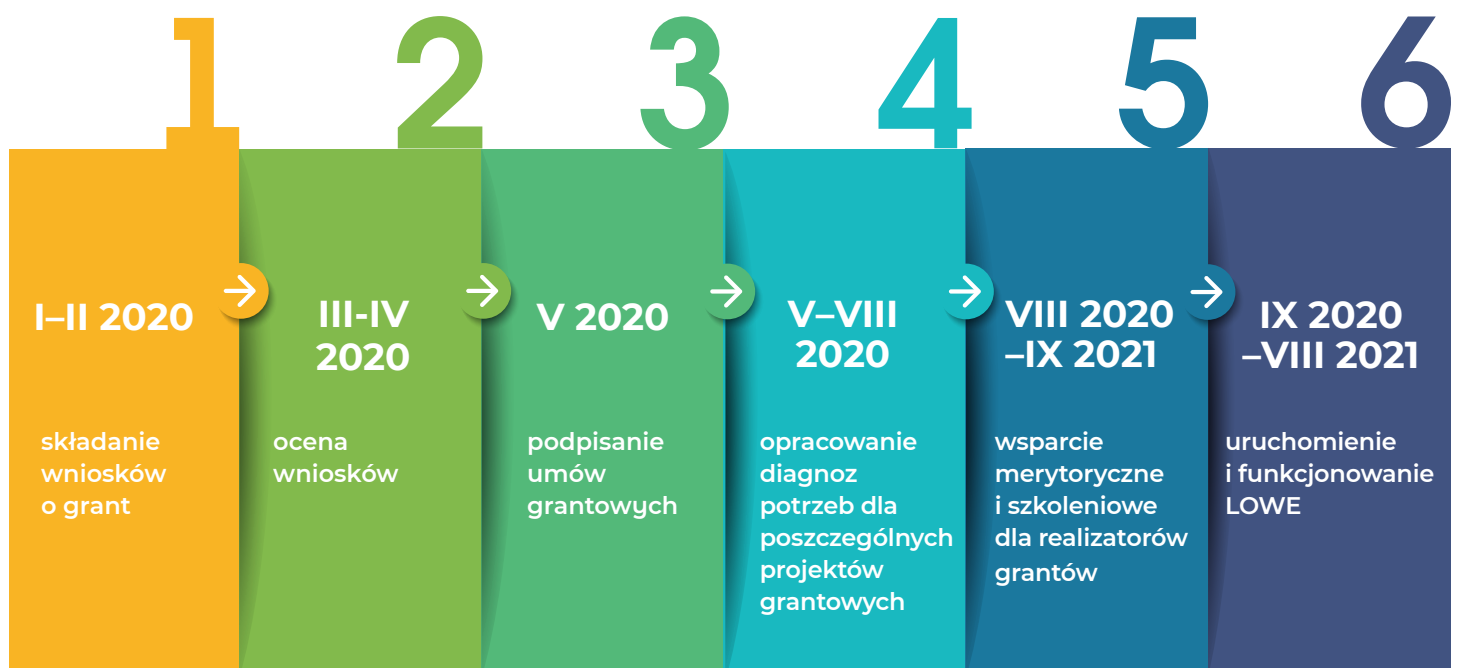 1
I–II 2020
składanie
wniosków
o grant
2
III-IV
2020
ocena
wniosków
3
V 2020
podpisanie
umów
grantowych
4
V–VIII
2020
opracowanie
diagnoz
potrzeb dla
poszczególnych
projektów
grantowych
5
VIII 2020
–IX 2021
wsparcie
merytoryczne
i szkoleniowe
dla realizatorów
grantów
6
IX 2020
–VIII 2021
uruchomienie
i funkcjonowanie
LOWE